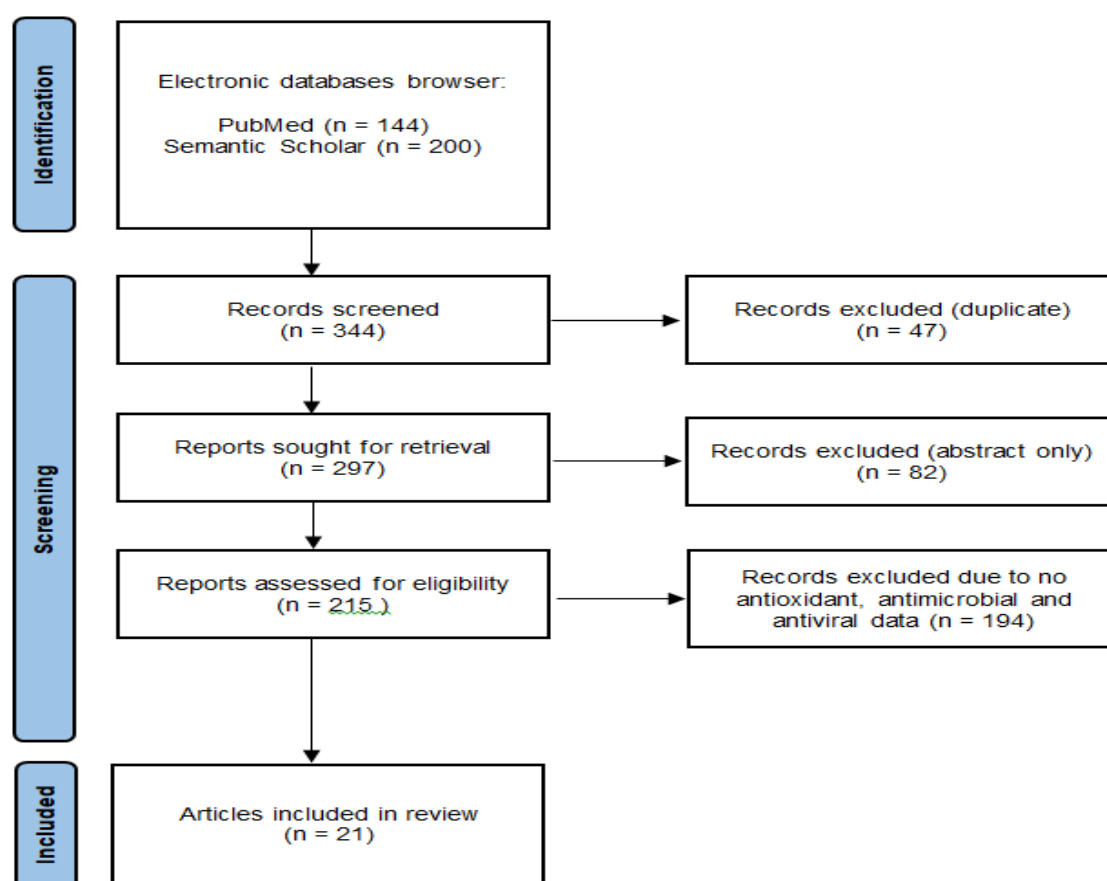 Identification
Electronic databases browser:
PubMed (n = 144)
Semantic Scholar (n = 200)
Screening
Records screened
(n = 344)
Records excluded (duplicate)
(n = 47)
Reports sought for retrieval
(n = 297)
Records excluded (abstract only)
(n = 82)
Reports assessed for eligibility
(n = 215 )
Records excluded due to no
antioxidant, antimicrobial and
antiviral data (n = 194)
Included
Articles included in review
(n = 21)